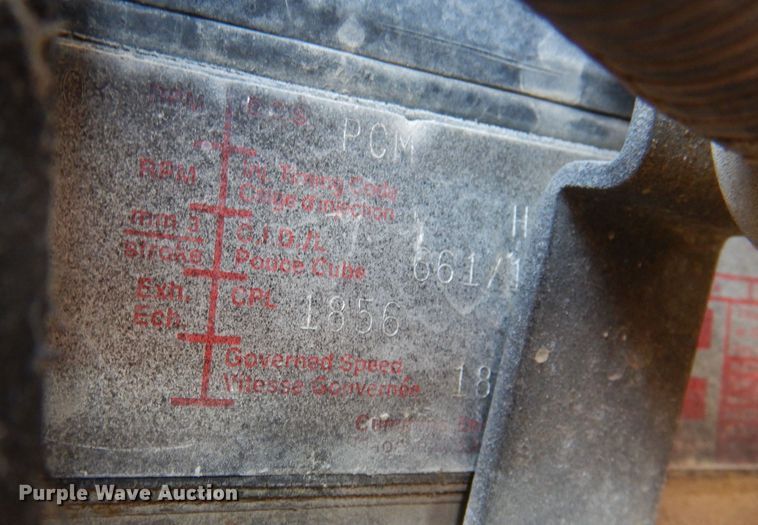 RPM E.C.S.
PCM
RPM Inj. Timing Code
Calage d'injection
H
mm3 C.I.D./L
stroke Pouce Cube 661/1
Exh. CPL 1856
Ech.
Governed Speed
Vitesse Gouvernée 18
Purple Wave Auction